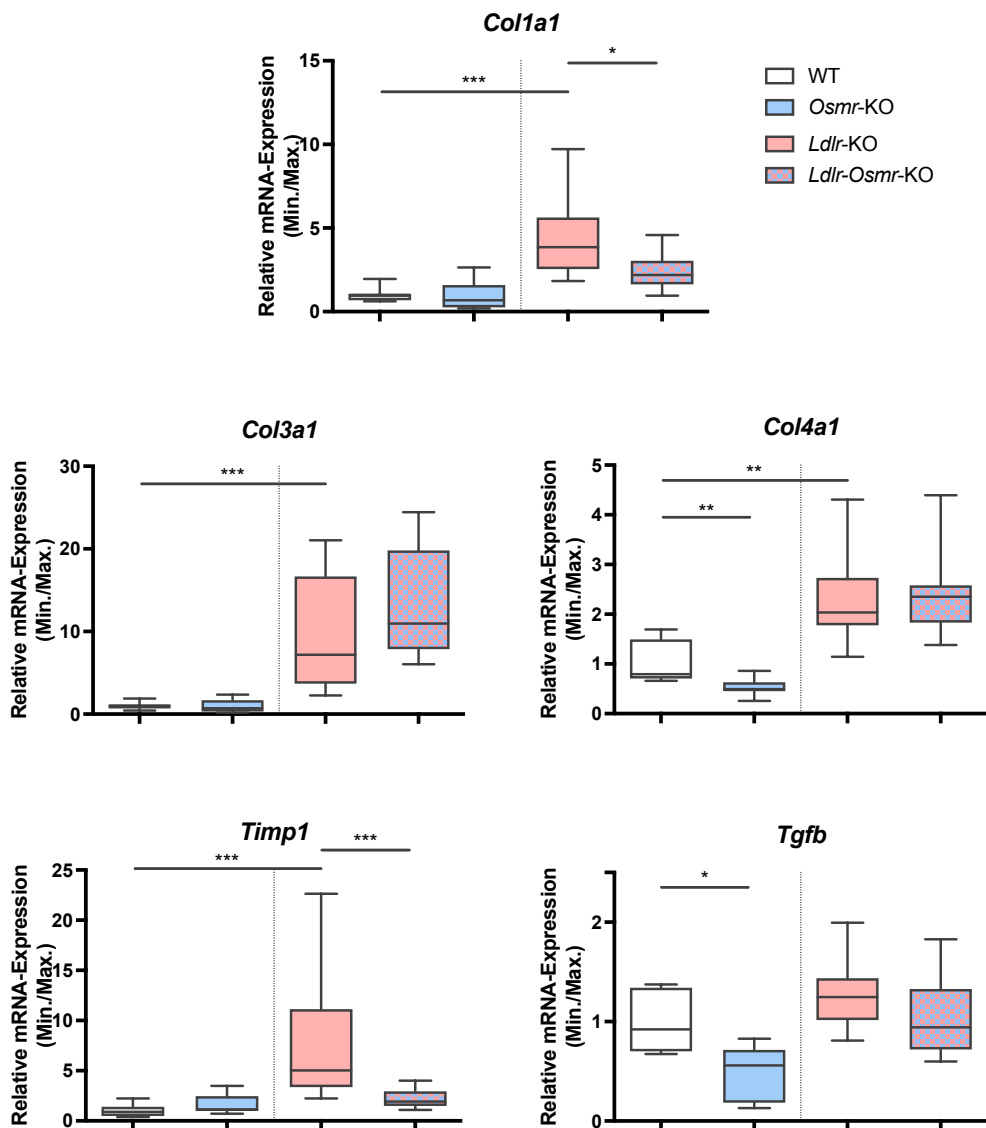 Col1a1
Relative mRNA-Expression
(Min./Max.)
15
10
5
0
***
*
WT
Osmr-KO
Ldlr-KO
Ldlr-Osmr-KO
Col3a1
Relative mRNA-Expression
(Min./Max.)
30
20
10
0
***
Col4a1
Relative mRNA-Expression
(Min./Max.)
5
4
3
2
1
0
**
**
Timp1
Relative mRNA-Expression
(Min./Max.)
25
20
15
10
5
0
***
***
Tgfb
Relative mRNA-Expression
(Min./Max.)
2
1
0
*